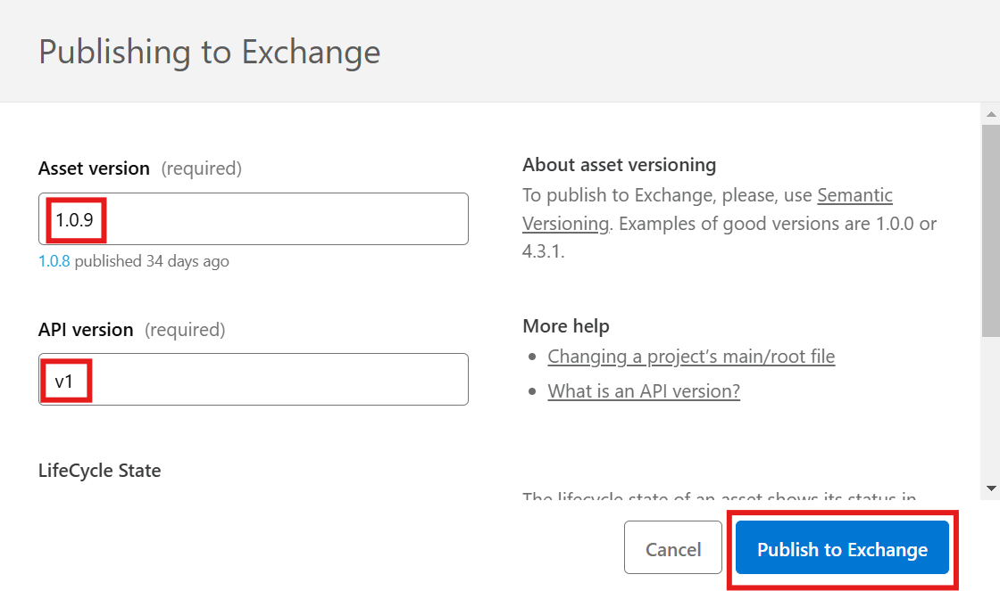 Publishing to Exchange
Asset version (required)
1.0.9
1.0.8 published 34 days ago
API version (required)
v1
LifeCycle State
About asset versioning
To publish to Exchange, please, use Semantic
Versioning. Examples of good versions are 1.0.0 or
4.3.1.
More help
• Changing a project's main/root file
• What is an API version?
The lifecycle state of an asset shows its status in
Cancel
Publish to Exchange